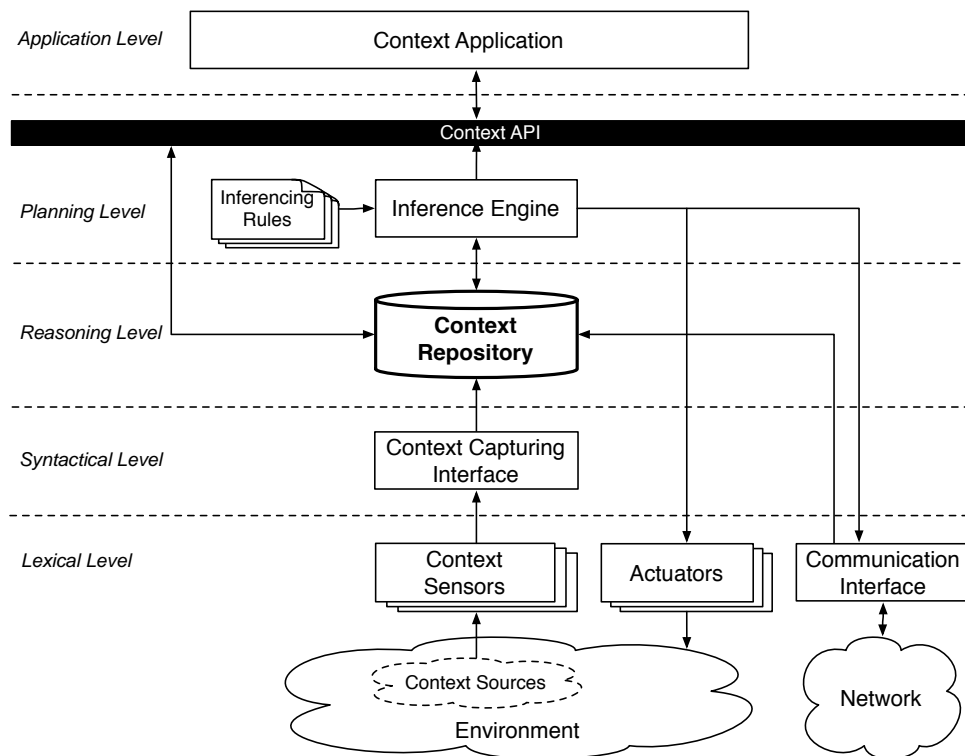 Application Level
Context Application
Context API
Planning Level
Inferencing
Rules
Inference Engine
Reasoning Level
Context
Repository
Syntactical Level
Context Capturing
Interface
Lexical Level
Context
Sensors
Actuators
Communication
Interface
Context Sources
Environment
Network